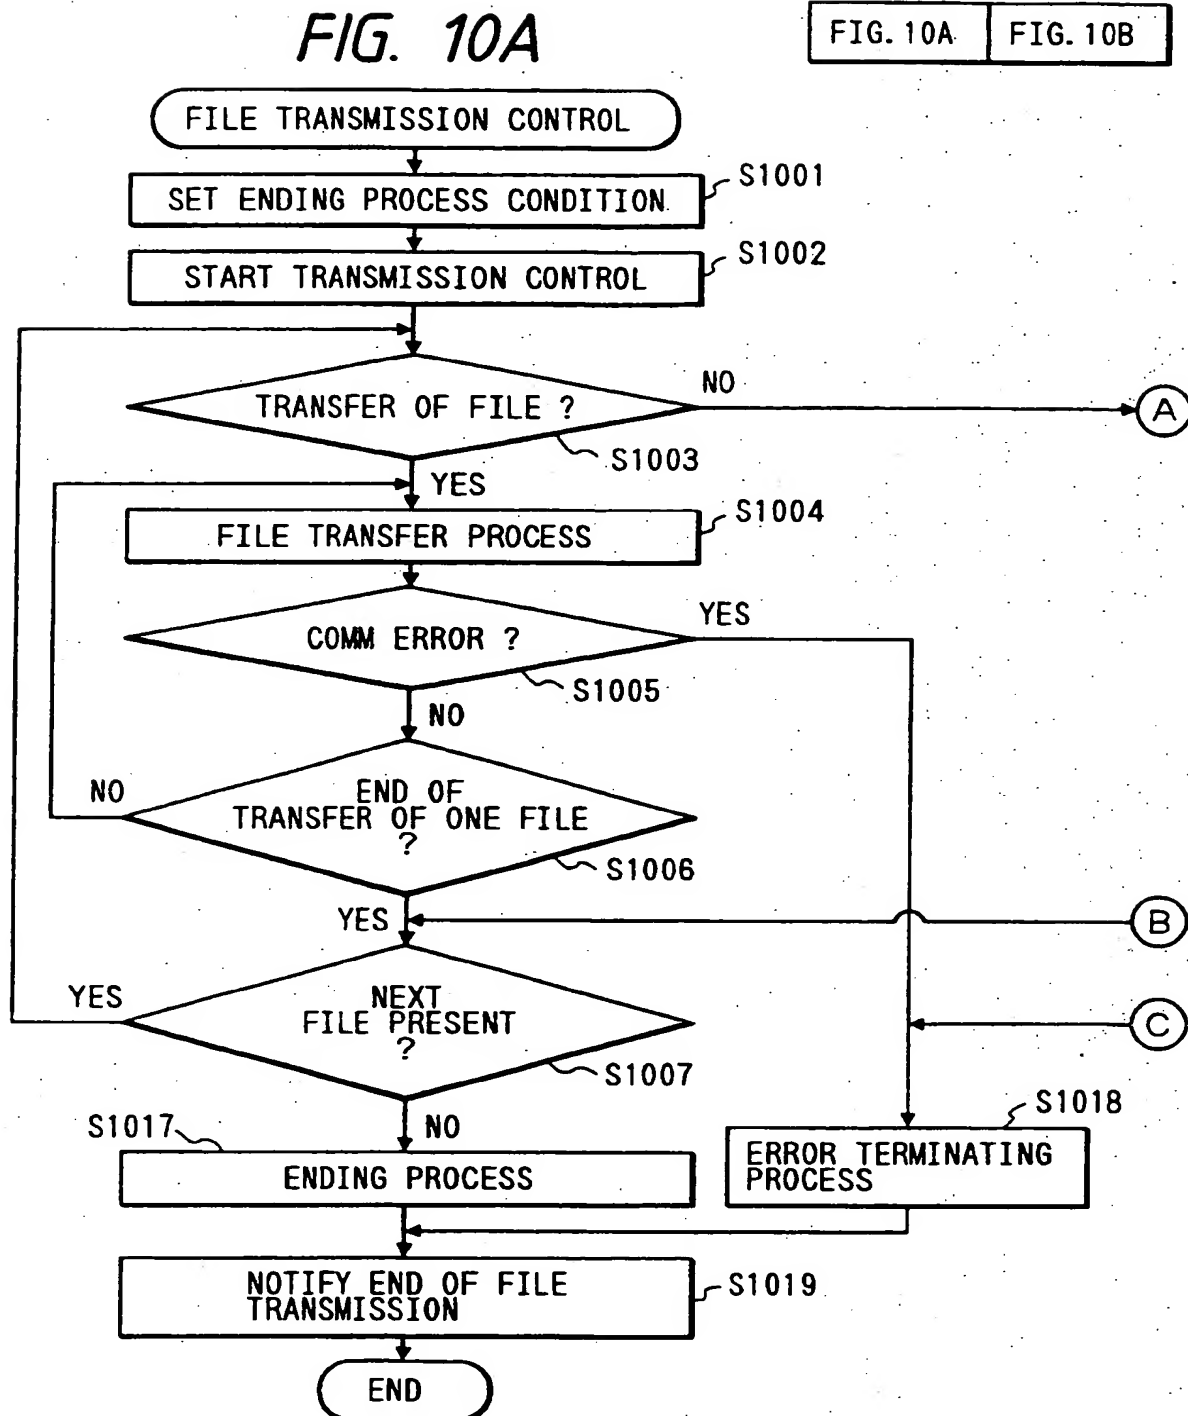 FIG. 10A
FIG. 10A
FIG. 10B
FILE TRANSMISSION CONTROL
S1001
SET ENDING PROCESS CONDITION
S1002
START TRANSMISSION CONTROL
NO
TRANSFER OF FILE ?
A
S1003
YES
S1004
FILE TRANSFER PROCESS
YES
COMM ERROR ?
S1005
NO
NO
END OF
TRANSFER OF ONE FILE
?
S1006
YES
B
YES
NEXT
FILE PRESENT
?
C
S1007
S1017
NO
S1018
ENDING PROCESS
ERROR TERMINATING
PROCESS
NOTIFY END OF FILE
TRANSMISSION
S1019
END